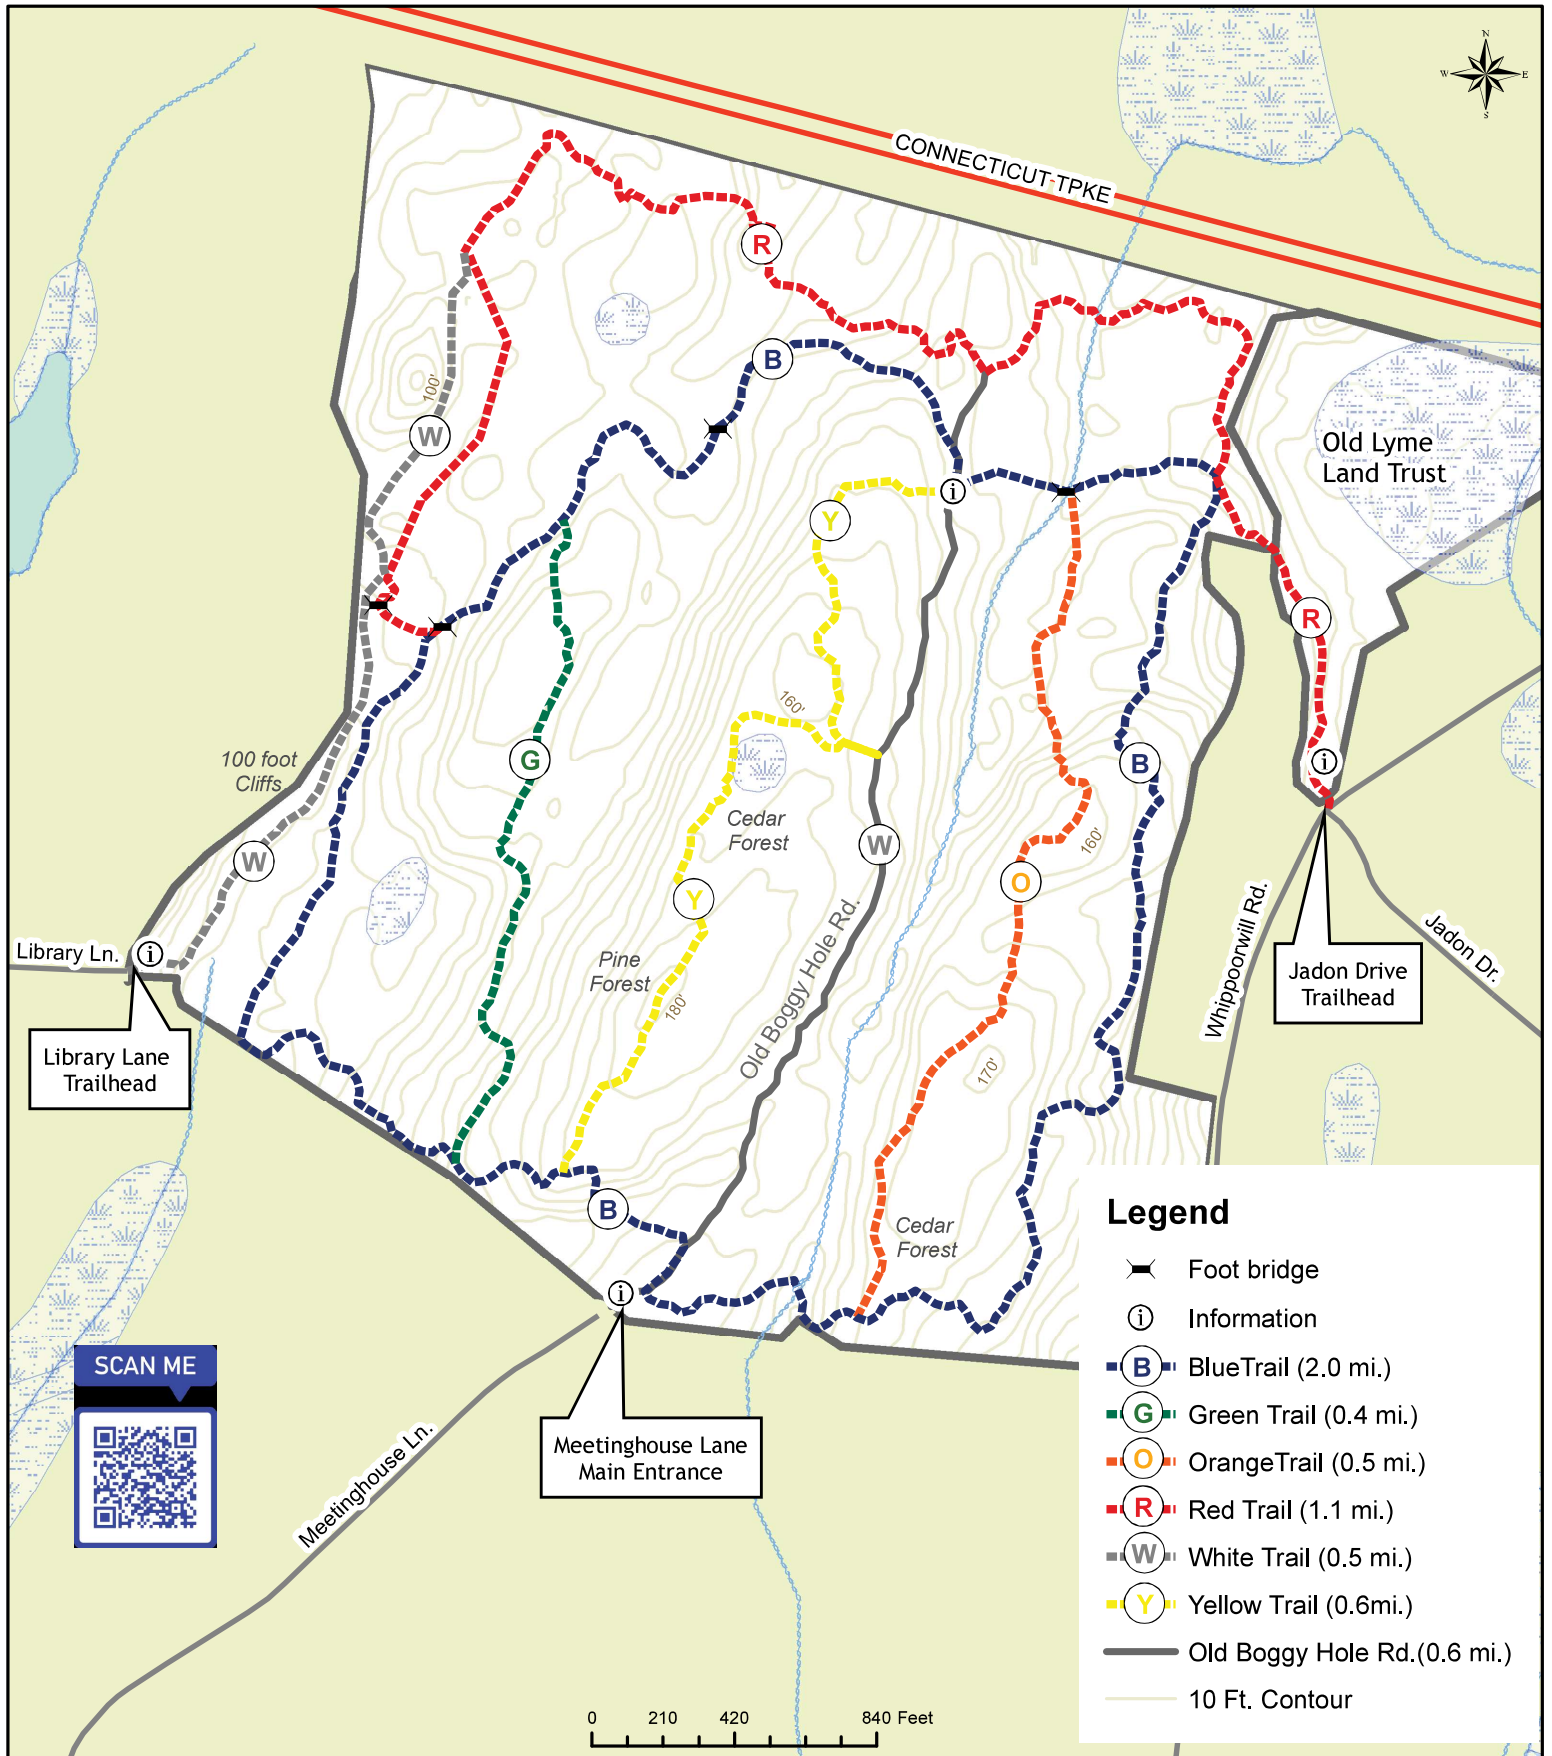 N
W
E
S
CONNECTICUT-TPKE
R
B
100'
W
Old Lyme
Land Trust
Y
i
R
160'
100 foot
Cliffs
G
B
i
Cedar
Forest
W
160'
W
Y
O
Library Ln.
i
Pine
Forest
180'
Old Boggy Hole Rd.
Whippoorwill Rd.
Jadon Dr.
Jadon Drive
Trailhead
Library Lane
Trailhead
170'
B
Cedar
Forest
i
Legend
Foot bridge
i Information
B BlueTrail (2.0 mi.)
G Green Trail (0.4 mi.)
O OrangeTrail (0.5 mi.)
R Red Trail (1.1 mi.)
W White Trail (0.5 mi.)
Y Yellow Trail (0.6mi.)
Old Boggy Hole Rd.(0.6 mi.)
10 Ft. Contour
SCAN ME
Meetinghouse Ln.
Meetinghouse Lane
Main Entrance
0 210 420 840 Feet